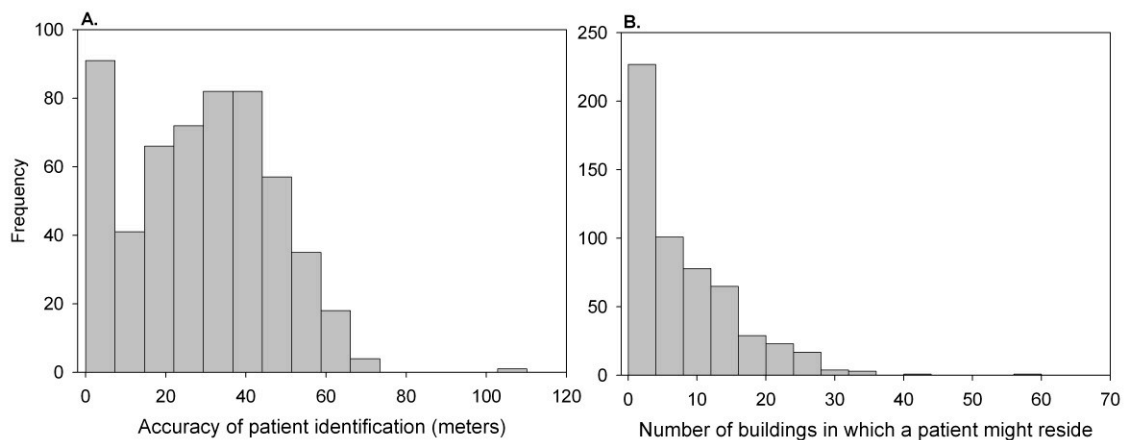 A.
100
80
60
40
20
0
Frequency
0 20 40 60 80 100 120
Accuracy of patient identification (meters)
B.
250
200
150
100
50
0
0 10 20 30 40 50 60 70
Number of buildings in which a patient might reside